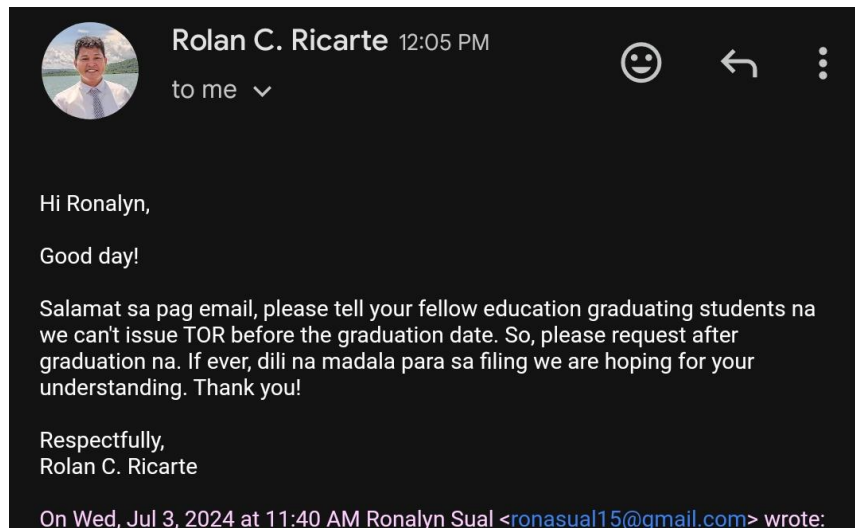 Rolan C. Ricarte 12:05 PM
to me
Hi Ronalyn,
Good day!
Salamat sa pag email, please tell your fellow education graduating students na
we can't issue TOR before the graduation date. So, please request after
graduation na. If ever, dili na madala para sa filing we are hoping for your
understanding. Thank you!
Respectfully,
Rolan C. Ricarte
On Wed, Jul 3, 2024 at 11:40 AM Ronalyn Sual <ronasual15@gmail.com> wrote: